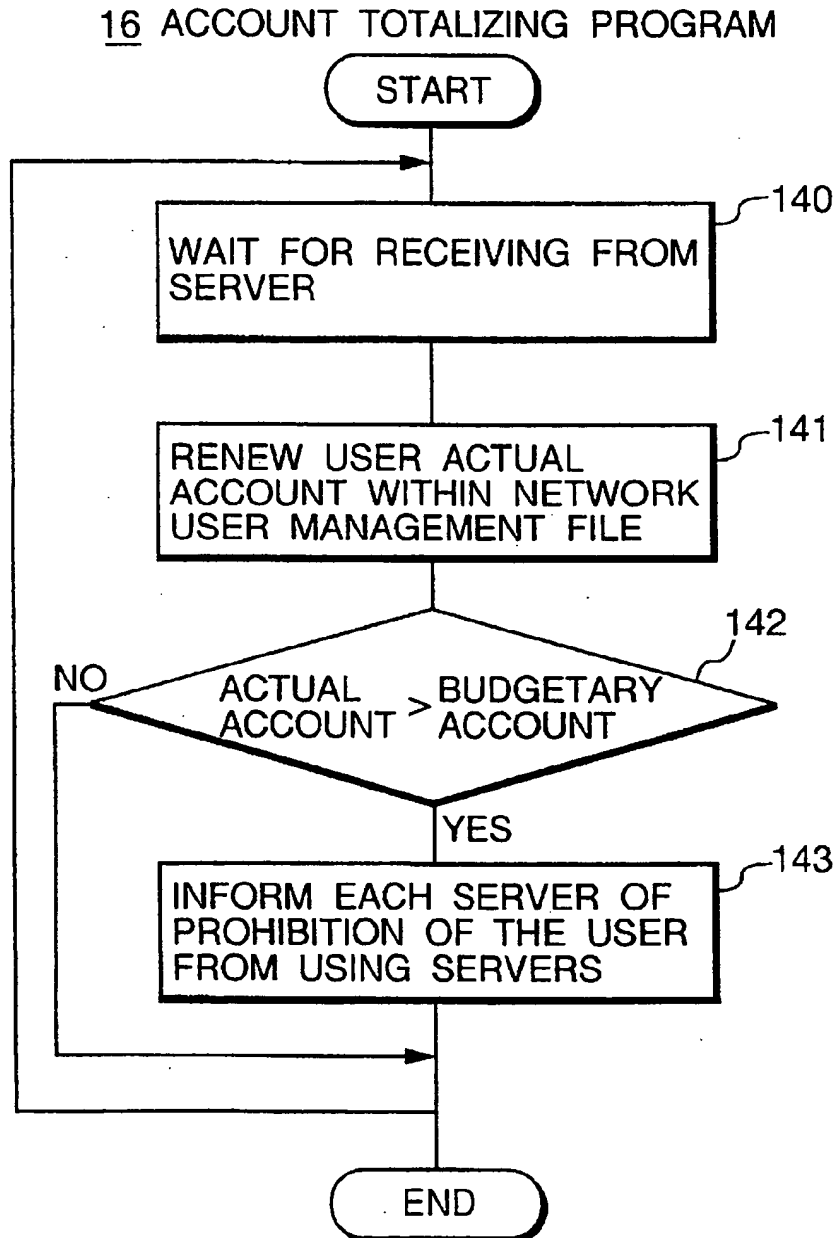 16 ACCOUNT TOTALIZING PROGRAM
START
140
WAIT FOR RECEIVING FROM
SERVER
141
RENEW USER ACTUAL
ACCOUNT WITHIN NETWORK
USER MANAGEMENT FILE
142
NO
ACTUAL > BUDGETARY
ACCOUNT ACCOUNT
YES
143
INFORM EACH SERVER OF
PROHIBITION OF THE USER
FROM USING SERVERS
END